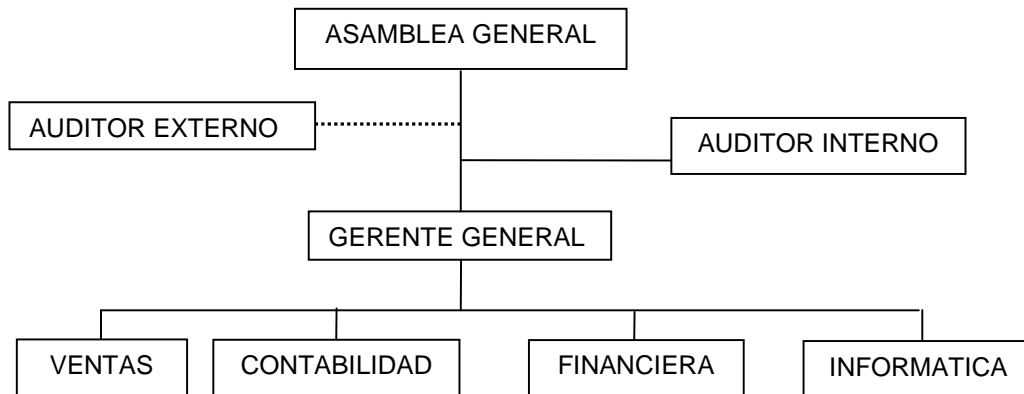 ASAMBLEA GENERAL
AUDITOR EXTERNO
AUDITOR INTERNO
GERENTE GENERAL
VENTAS
CONTABILIDAD
FINANCIERA
INFORMATICA